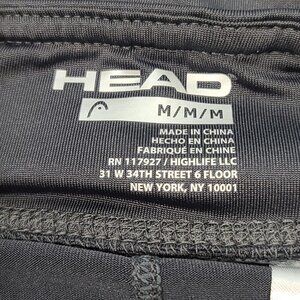 HEAD
M/M/M
MADE IN CHINA
HECHO EN CHINA
FABRIQUÉ EN CHINE
RN 117927 / HIGHLIFE LLC
31 W 34TH STREET 6 FLOOR
NEW YORK, NY 10001